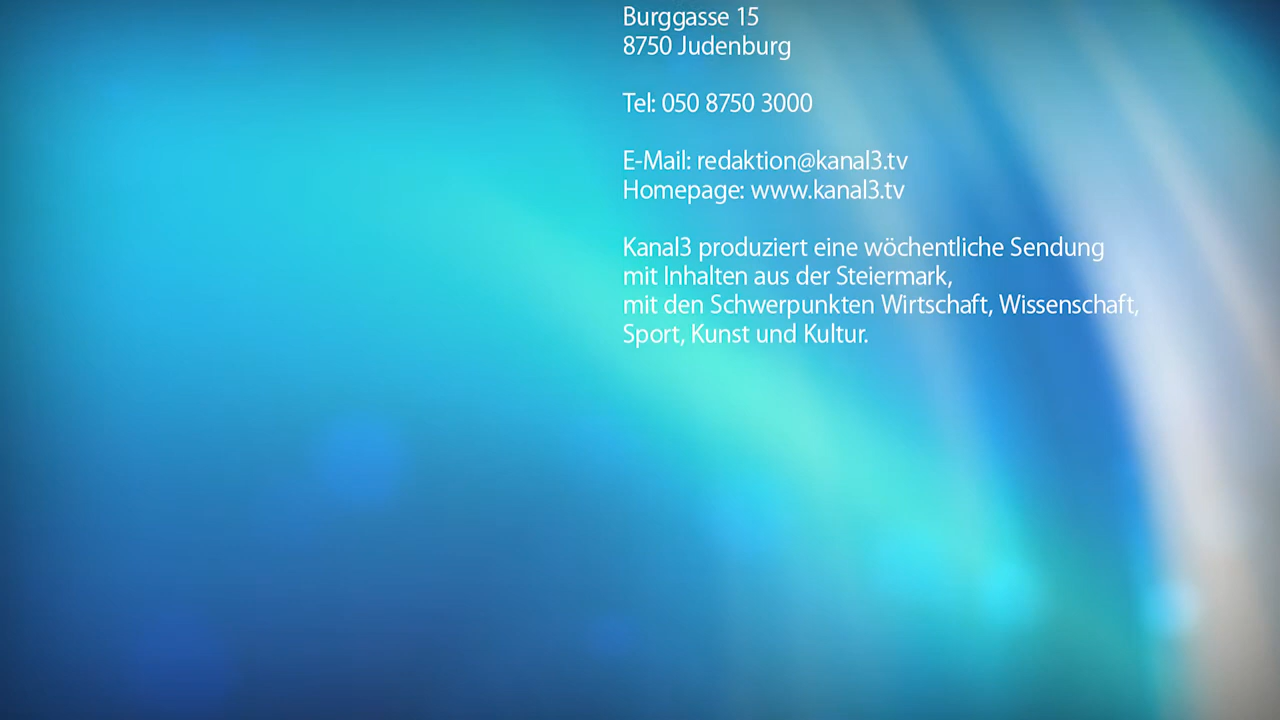 Burggasse 15
8750 Judenburg
Tel: 050 8750 3000
E-Mail: redaktion@kanal3.tv
Homepage: www.kanal3.tv
Kanal3 produziert eine wöchentliche Sendung
mit Inhalten aus der Steiermark,
mit den Schwerpunkten Wirtschaft, Wissenschaft,
Sport, Kunst und Kultur.